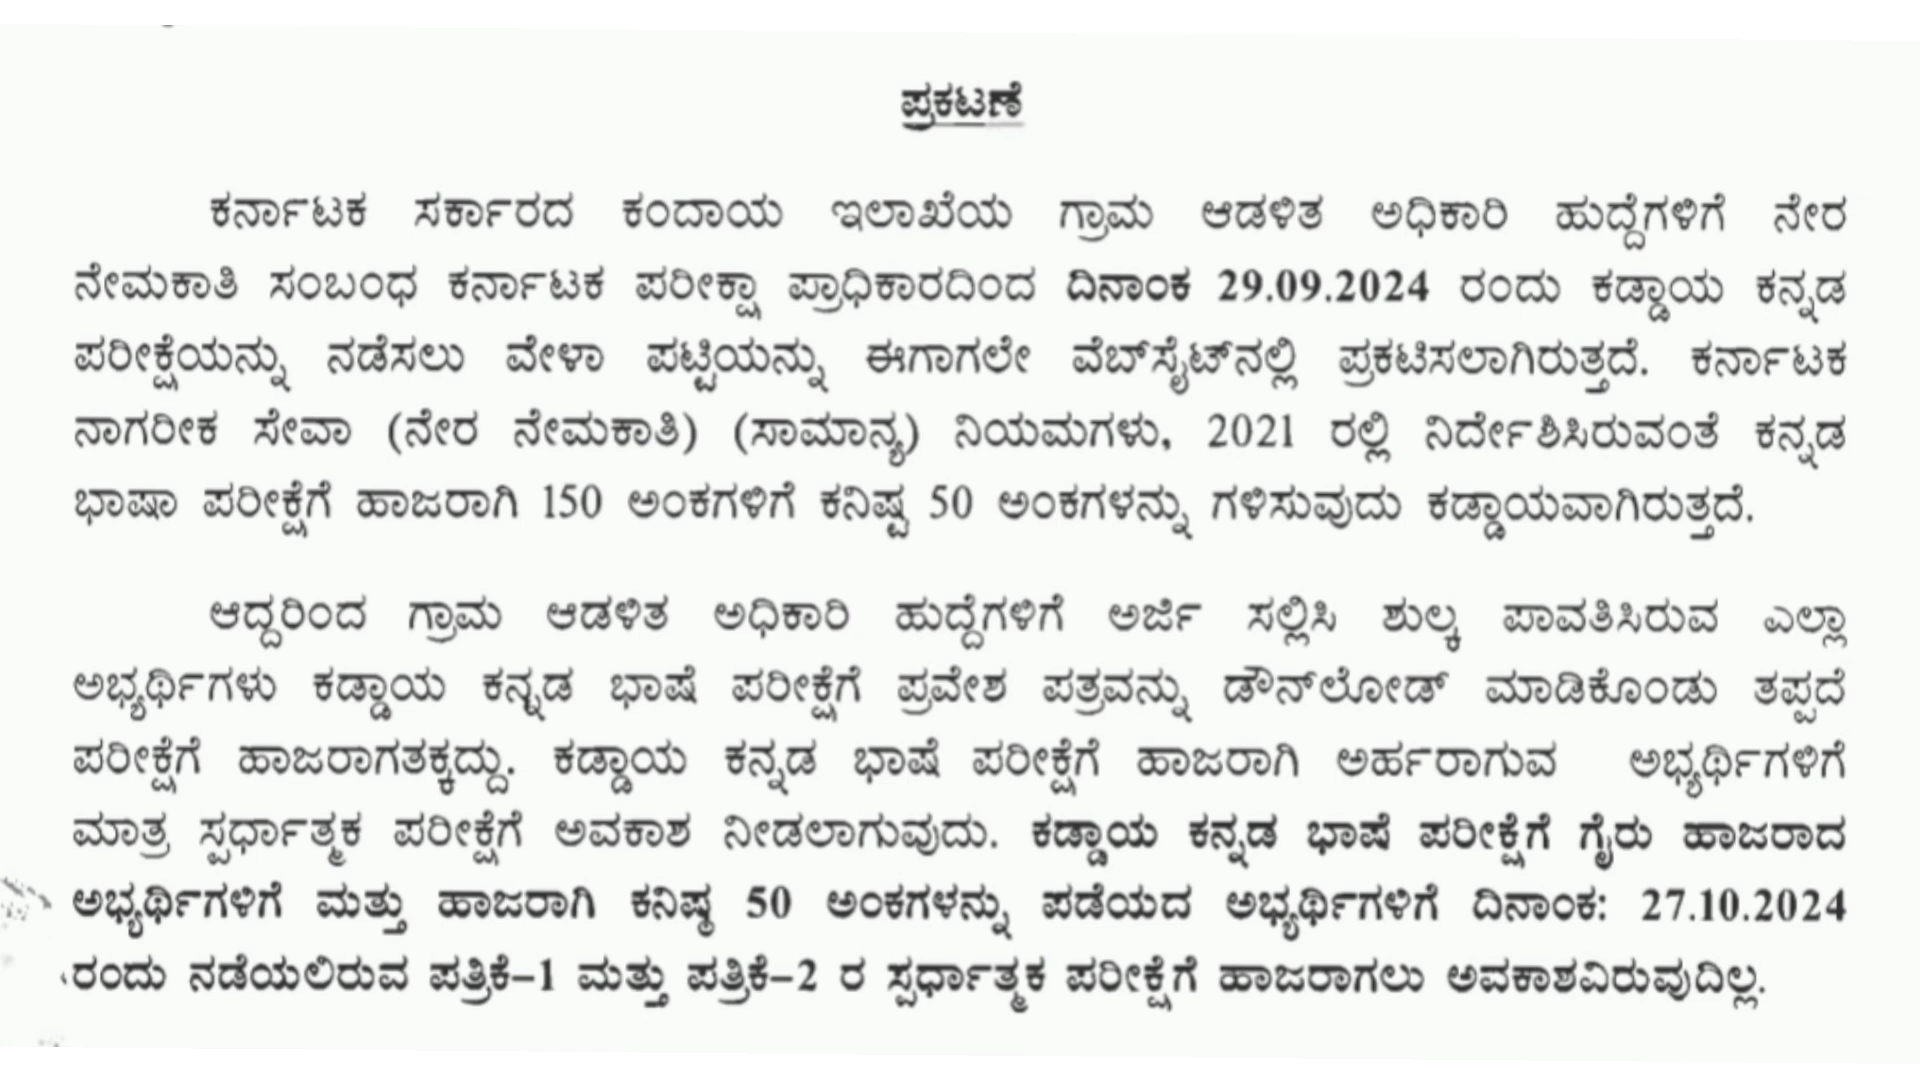 ಪ್ರಕಟಣೆ
ಕರ್ನಾಟಕ ಸರ್ಕಾರದ ಕಂದಾಯ ಇಲಾಖೆಯ ಗ್ರಾಮ ಆಡಳಿತ ಅಧಿಕಾರಿ ಹುದ್ದೆಗಳಿಗೆ ನೇರ
ನೇಮಕಾತಿ ಸಂಬಂಧ ಕರ್ನಾಟಕ ಪರೀಕ್ಷಾ ಪ್ರಾಧಿಕಾರದಿಂದ ದಿನಾಂಕ 29.09.2024 ರಂದು ಕಡ್ಡಾಯ ಕನ್ನಡ
ಪರೀಕ್ಷೆಯನ್ನು ನಡೆಸಲು ವೇಳಾ ಪಟ್ಟಿಯನ್ನು ಈಗಾಗಲೇ ವೆಬ್‌ಸೈಟ್‌ನಲ್ಲಿ ಪ್ರಕಟಿಸಲಾಗಿರುತ್ತದೆ. ಕರ್ನಾಟಕ
ನಾಗರೀಕ ಸೇವಾ (ನೇರ ನೇಮಕಾತಿ) (ಸಾಮಾನ್ಯ) ನಿಯಮಗಳು, 2021 ರಲ್ಲಿ ನಿರ್ದೇಶಿಸಿರುವಂತೆ ಕನ್ನಡ
ಭಾಷಾ ಪರೀಕ್ಷೆಗೆ ಹಾಜರಾಗಿ 150 ಅಂಕಗಳಿಗೆ ಕನಿಷ್ಟ 50 ಅಂಕಗಳನ್ನು ಗಳಿಸುವುದು ಕಡ್ಡಾಯವಾಗಿರುತ್ತದೆ.
ಆದ್ದರಿಂದ ಗ್ರಾಮ ಆಡಳಿತ ಅಧಿಕಾರಿ ಹುದ್ದೆಗಳಿಗೆ ಅರ್ಜಿ ಸಲ್ಲಿಸಿ ಶುಲ್ಕ ಪಾವತಿಸಿರುವ ಎಲ್ಲಾ
ಅಭ್ಯರ್ಥಿಗಳು ಕಡ್ಡಾಯ ಕನ್ನಡ ಭಾಷೆ ಪರೀಕ್ಷೆಗೆ ಪ್ರವೇಶ ಪತ್ರವನ್ನು ಡೌನ್‌ಲೋಡ್ ಮಾಡಿಕೊಂಡು ತಪ್ಪದೆ
ಪರೀಕ್ಷೆಗೆ ಹಾಜರಾಗತಕ್ಕದ್ದು. ಕಡ್ಡಾಯ ಕನ್ನಡ ಭಾಷೆ ಪರೀಕ್ಷೆಗೆ ಹಾಜರಾಗಿ ಅರ್ಹರಾಗುವ ಅಭ್ಯರ್ಥಿಗಳಿಗೆ
ಮಾತ್ರ ಸ್ಪರ್ಧಾತ್ಮಕ ಪರೀಕ್ಷೆಗೆ ಅವಕಾಶ ನೀಡಲಾಗುವುದು. ಕಡ್ಡಾಯ ಕನ್ನಡ ಭಾಷೆ ಪರೀಕ್ಷೆಗೆ ಗೈರು ಹಾಜರಾದ
ಅಭ್ಯರ್ಥಿಗಳಿಗೆ ಮತ್ತು ಹಾಜರಾಗಿ ಕನಿಷ್ಠ 50 ಅಂಕಗಳನ್ನು ಪಡೆಯದ ಅಭ್ಯರ್ಥಿಗಳಿಗೆ ದಿನಾಂಕ: 27.10.2024
ರಂದು ನಡೆಯಲಿರುವ ಪತ್ರಿಕೆ–1 ಮತ್ತು ಪತ್ರಿಕೆ–2 ರ ಸ್ಪರ್ಧಾತ್ಮಕ ಪರೀಕ್ಷೆಗೆ ಹಾಜರಾಗಲು ಅವಕಾಶವಿರುವುದಿಲ್ಲ.